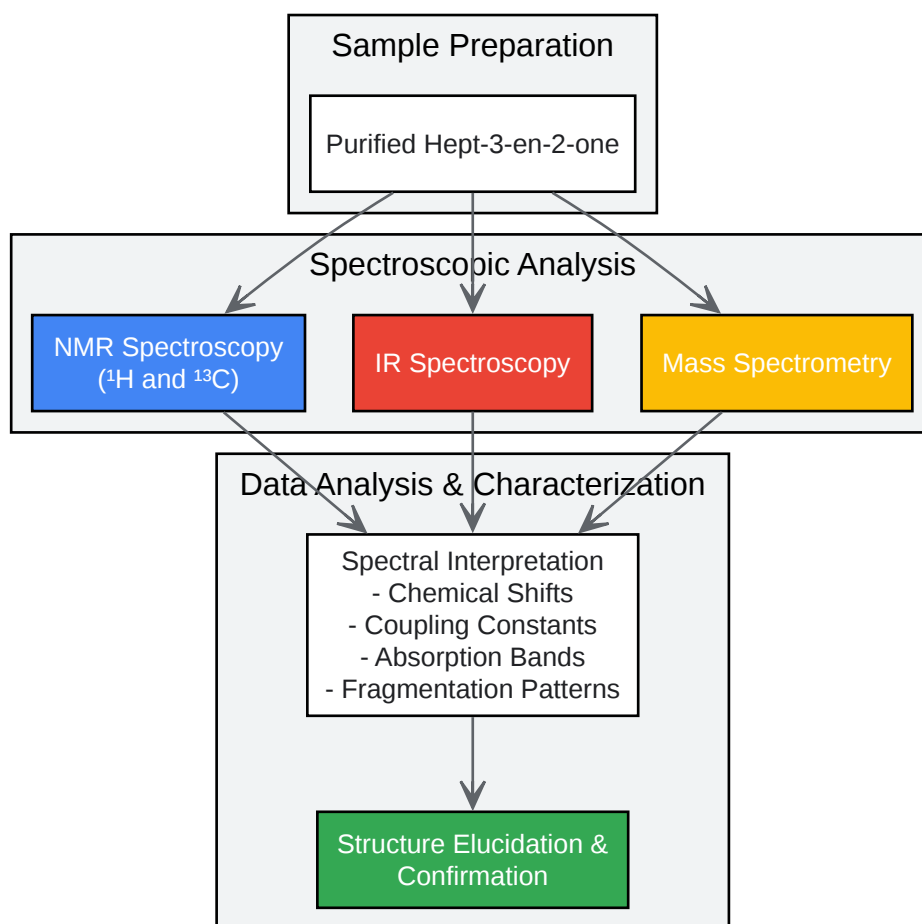 Sample Preparation
Purified Hept-3-en-2-one
Spectroscopic Analysis
NMR Spectroscopy
(¹H and ¹³C)
IR Spectroscopy
Mass Spectrometry
Data Analysis & Characterization
Spectral Interpretation
- Chemical Shifts
- Coupling Constants
- Absorption Bands
- Fragmentation Patterns
Structure Elucidation &
Confirmation